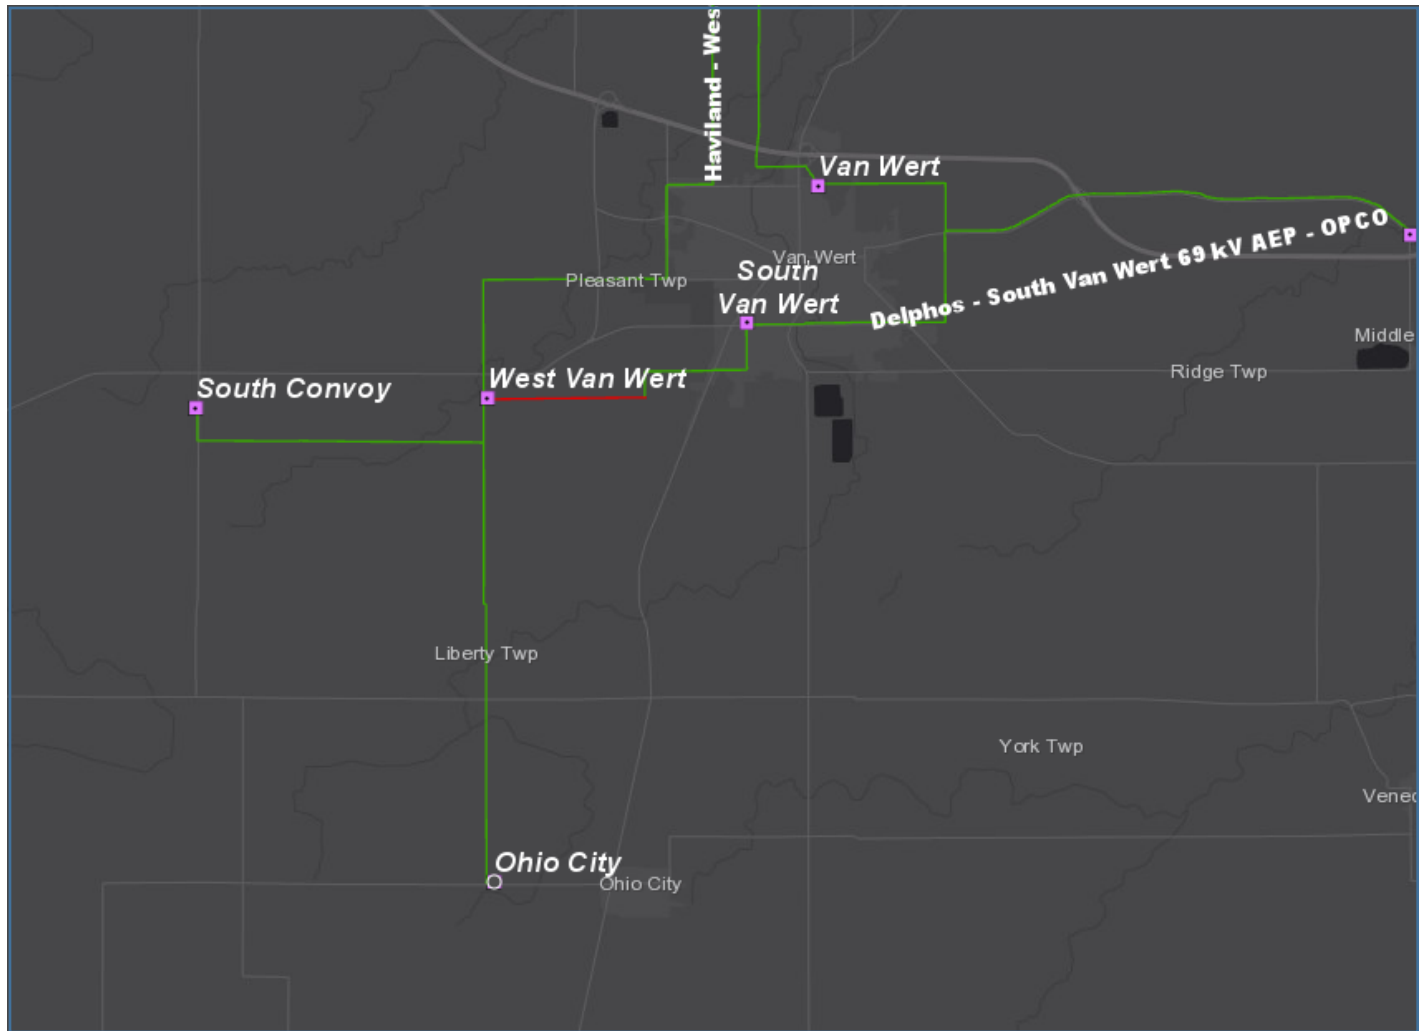 Haviland - Wes
Van Wert
Van Wert
South
Van Wert
Delphos - South Van Wert 69 kV AEP - OPCO
Pleasant Twp
Middle
Ridge Twp
South Convoy
West Van Wert
Liberty Twp
York Twp
Ohio City
Ohio City